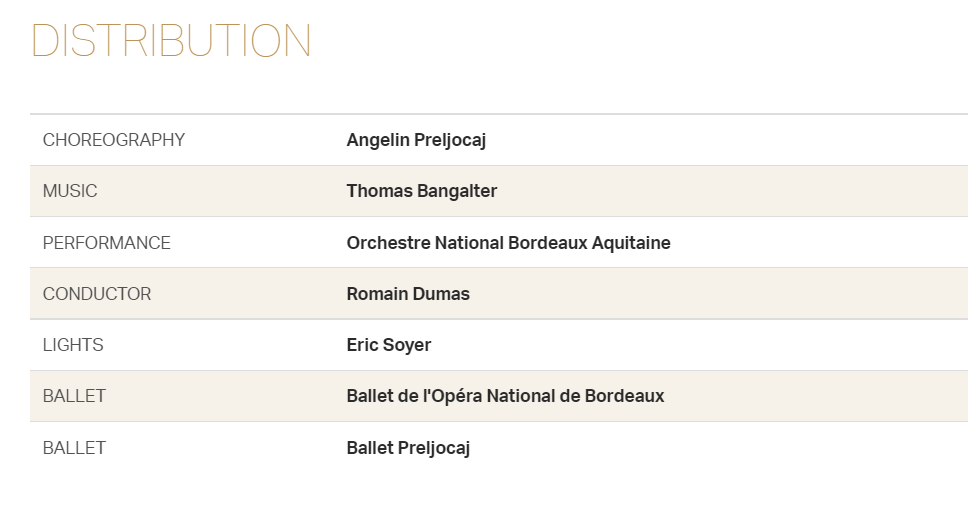 DISTRIBUTION
CHOREOGRAPHY Angelin Preljocaj
MUSIC Thomas Bangalter
PERFORMANCE Orchestre National Bordeaux Aquitaine
CONDUCTOR Romain Dumas
LIGHTS Eric Soyer
BALLET Ballet de l'Opéra National de Bordeaux
BALLET Ballet Preljocaj